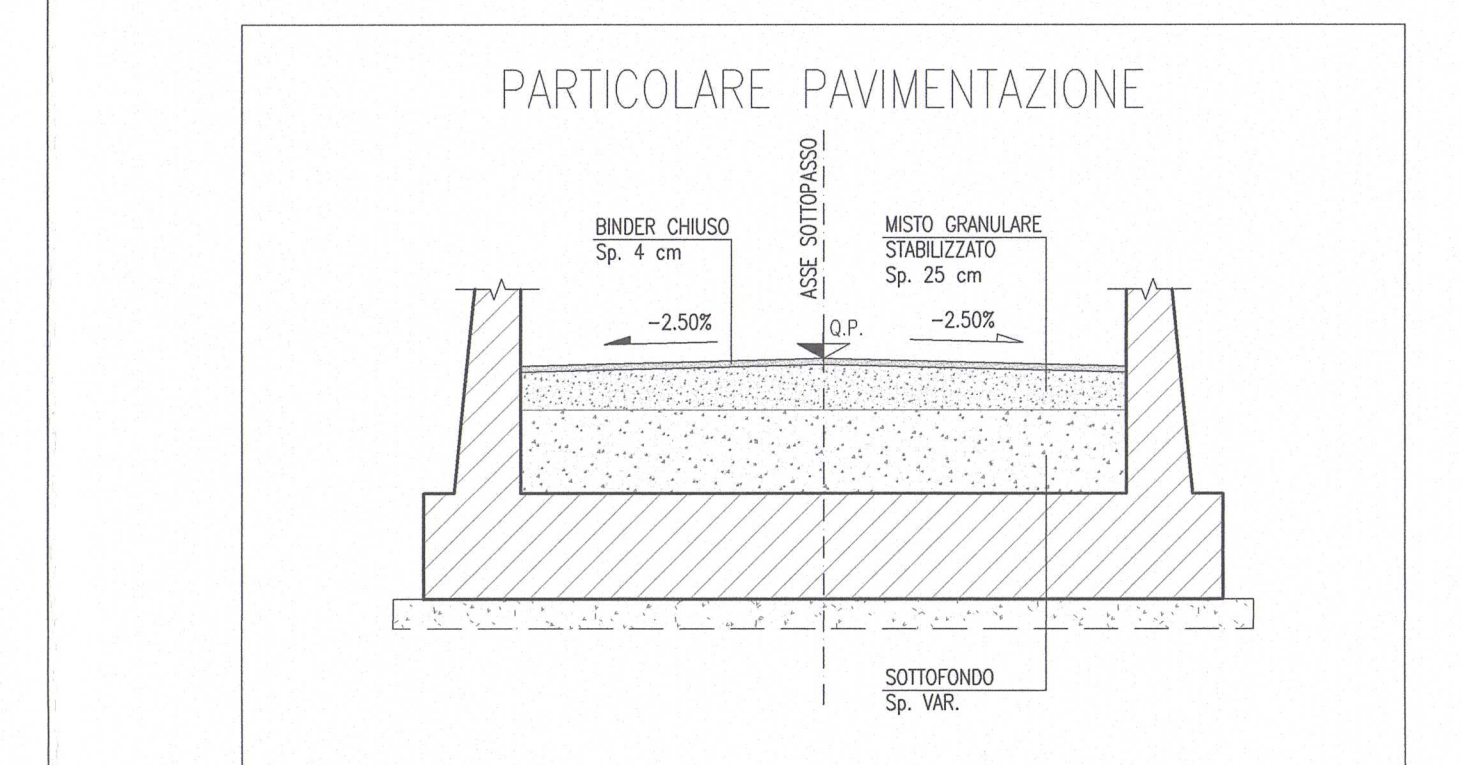 PARTICOLARE PAVIMENTAZIONE
ASSE SOTTOPASSO
BINDER CHIUSO
Sp. 4 cm
MISTO GRANULARE
STABILIZZATO
Sp. 25 cm
-2.50%
Q.P.
-2.50%
SOTTOFONDO
Sp. VAR.